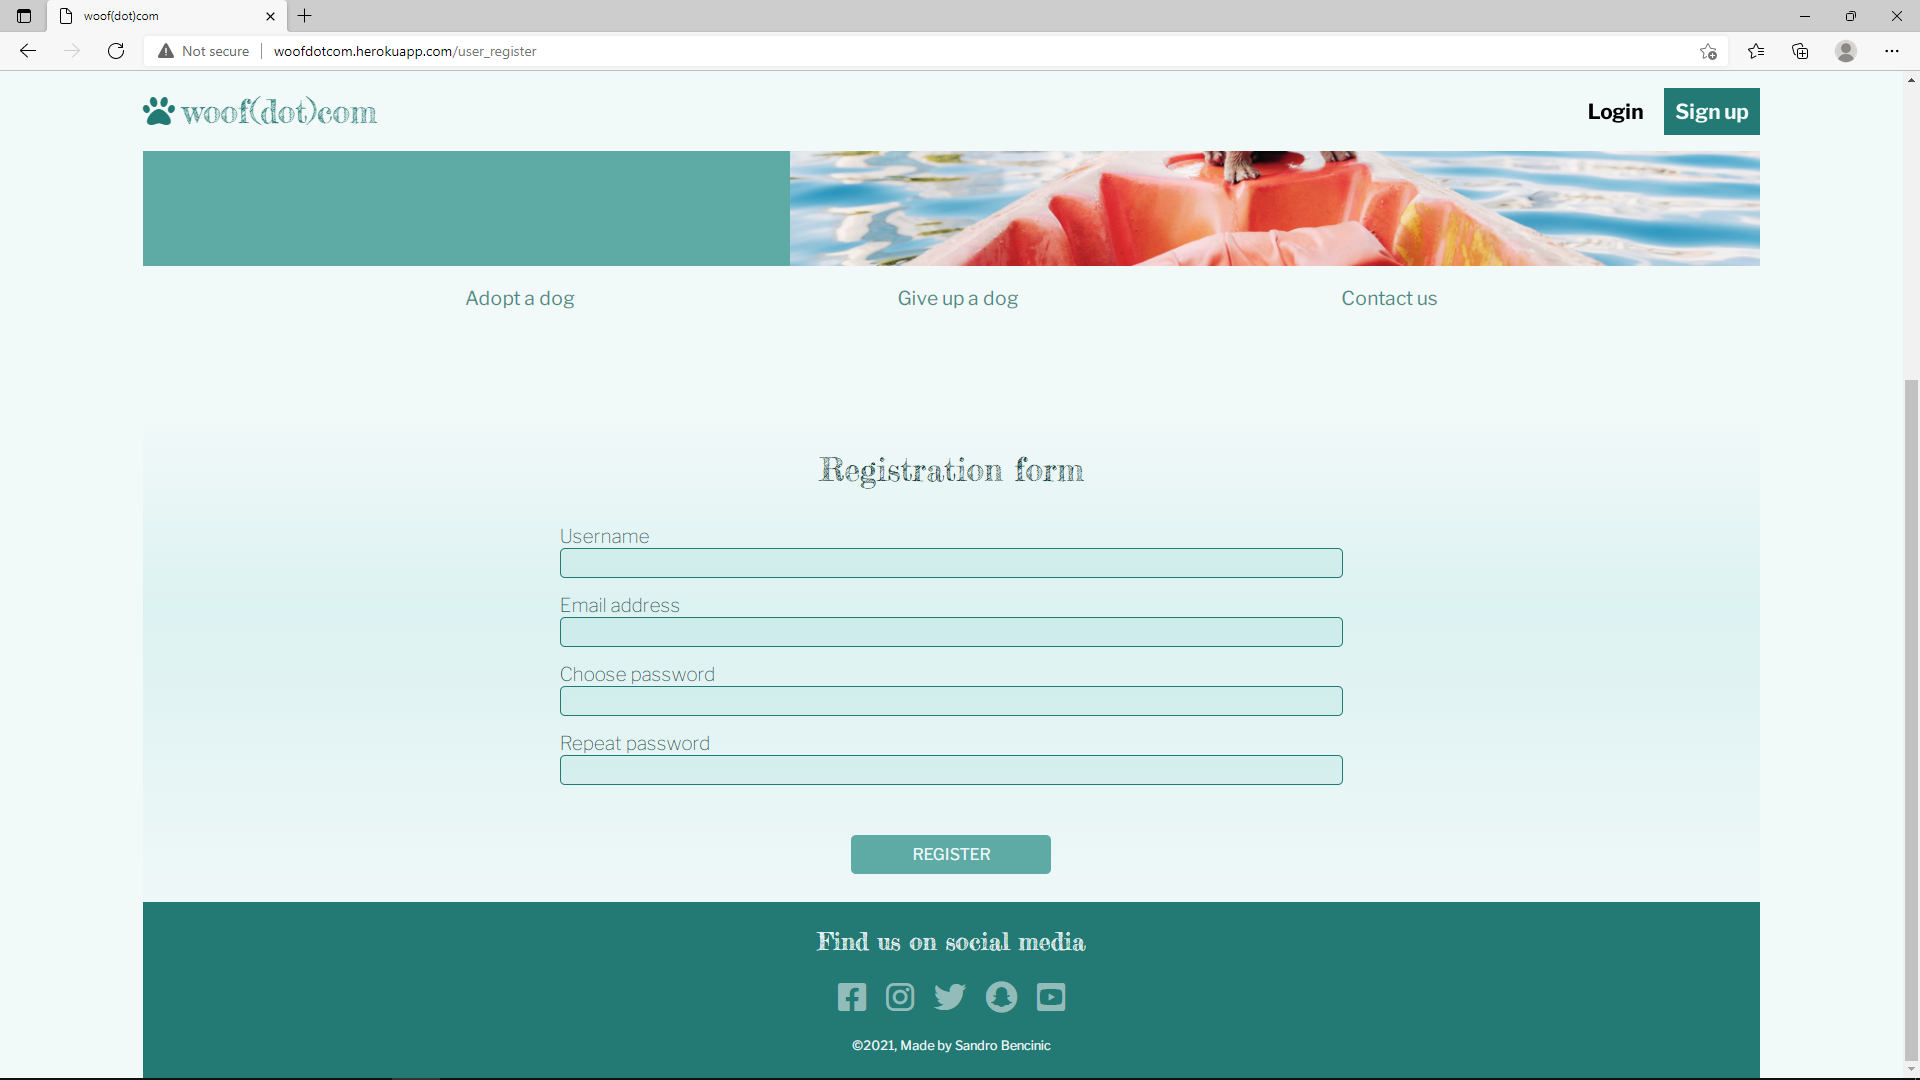 woof(dot)com
Not secure
woofdotcom.herokuapp.com/user_register
woof(dot)com
Login
Sign up
Adopt a dog
Give up a dog
Contact us
Registration form
Username
Email address
Choose password
Repeat password
REGISTER
Find us on social media
©2021, Made by Sandro Bencinic